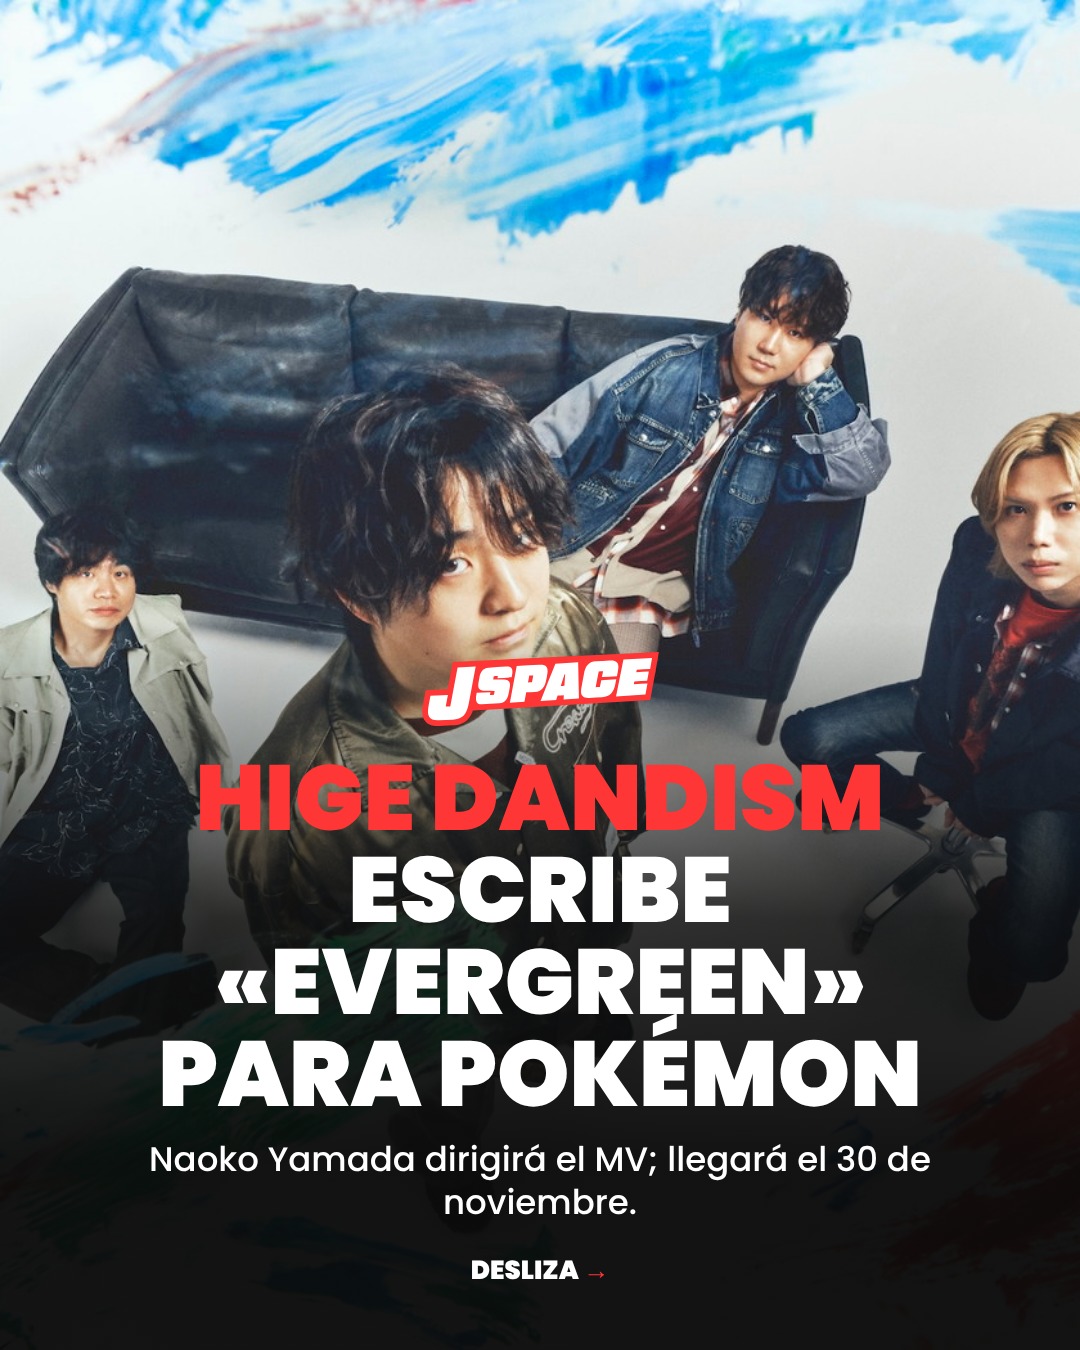 JSPACE
HIGE DANDISM
ESCRIBE
«EVERGREEN»
PARA POKÉMON
Naoko Yamada dirigirá el MV; llegará el 30 de
noviembre.
DESLIZA →